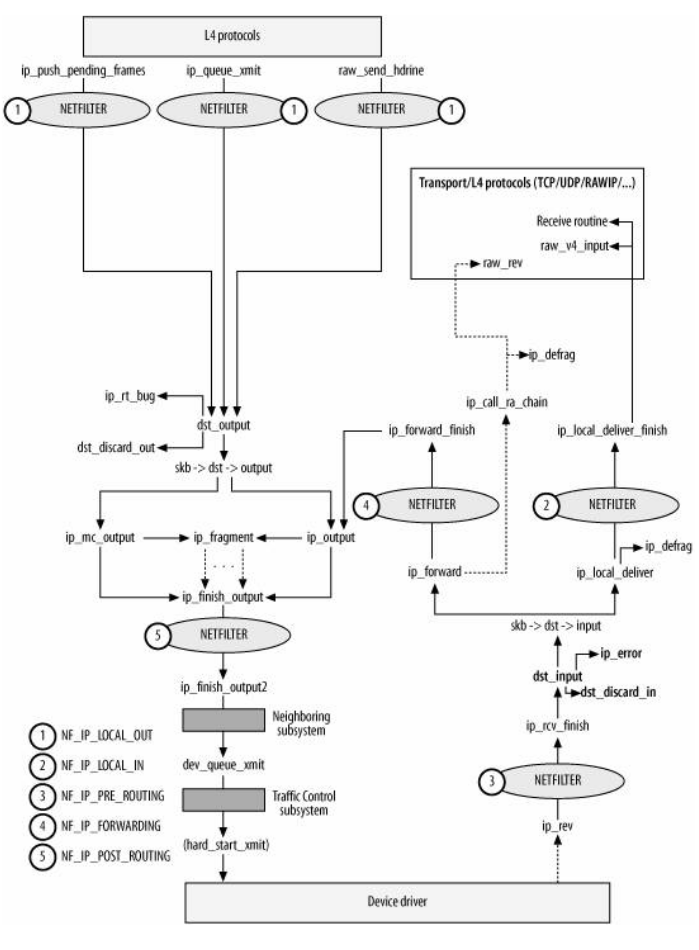 L4 protocols
ip_push_pending_frames
ip_queue_xmit
raw_send_hdrine
1
NETFILTER
NETFILTER
1
NETFILTER
1
Transport/L4 protocols (TCP/UDP/RAWIP/...)
Receive routine
raw_v4_input
raw_rev
ip_defrag
ip_rt_bug
ip_call_ra_chain
dst_output
ip_forward_finish
ip_local_deliver_finish
dst_discard_out
skb -> dst -> output
4
NETFILTER
2
NETFILTER
ip_mc_output
ip_fragment
ip_output
. . .
ip_defrag
ip_forward
ip_local_deliver
ip_finish_output
skb -> dst -> input
5
NETFILTER
ip_error
dst_input
dst_discard_in
ip_finish_output2
Neighboring
subsystem
ip_rcv_finish
1 NF_IP_LOCAL_OUT
2 NF_IP_LOCAL_IN
3 NF_IP_PRE_ROUTING
4 NF_IP_FORWARDING
5 NF_IP_POST_ROUTING
dev_queue_xmit
3
NETFILTER
Traffic Control
subsystem
ip_rev
(hard_start_xmit)
Device driver